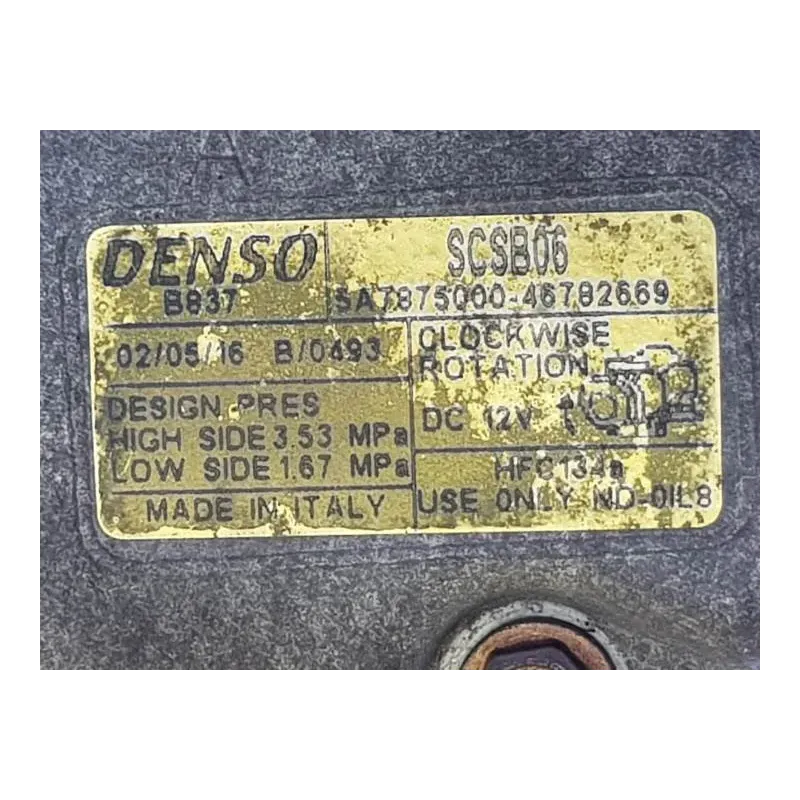 A
DENSO
SCSB06
B837
SA7875000-46782669
02/05/16 B/0493
CLOCKWISE
ROTATION
DC 12V
DESIGN PRES
HIGH SIDE 3.53 MPa
LOW SIDE 1.67 MPa
HFC134a
MADE IN ITALY
USE ONLY ND-OIL8